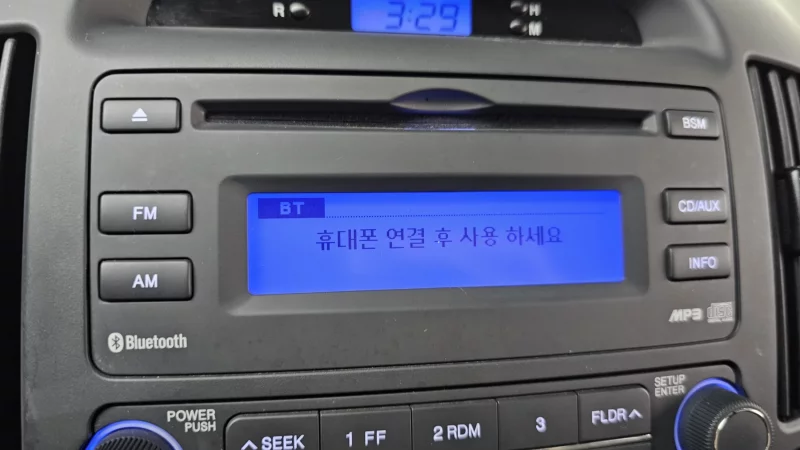 R
3:29
H
M
BSM
FM
AM
BT
휴대폰 연결 후 사용 하세요
CD/AUX
INFO
Bluetooth
MP3
POWER
PUSH
SEEK
1 FF
2 RDM
3
FLDR
SETUP
ENTER